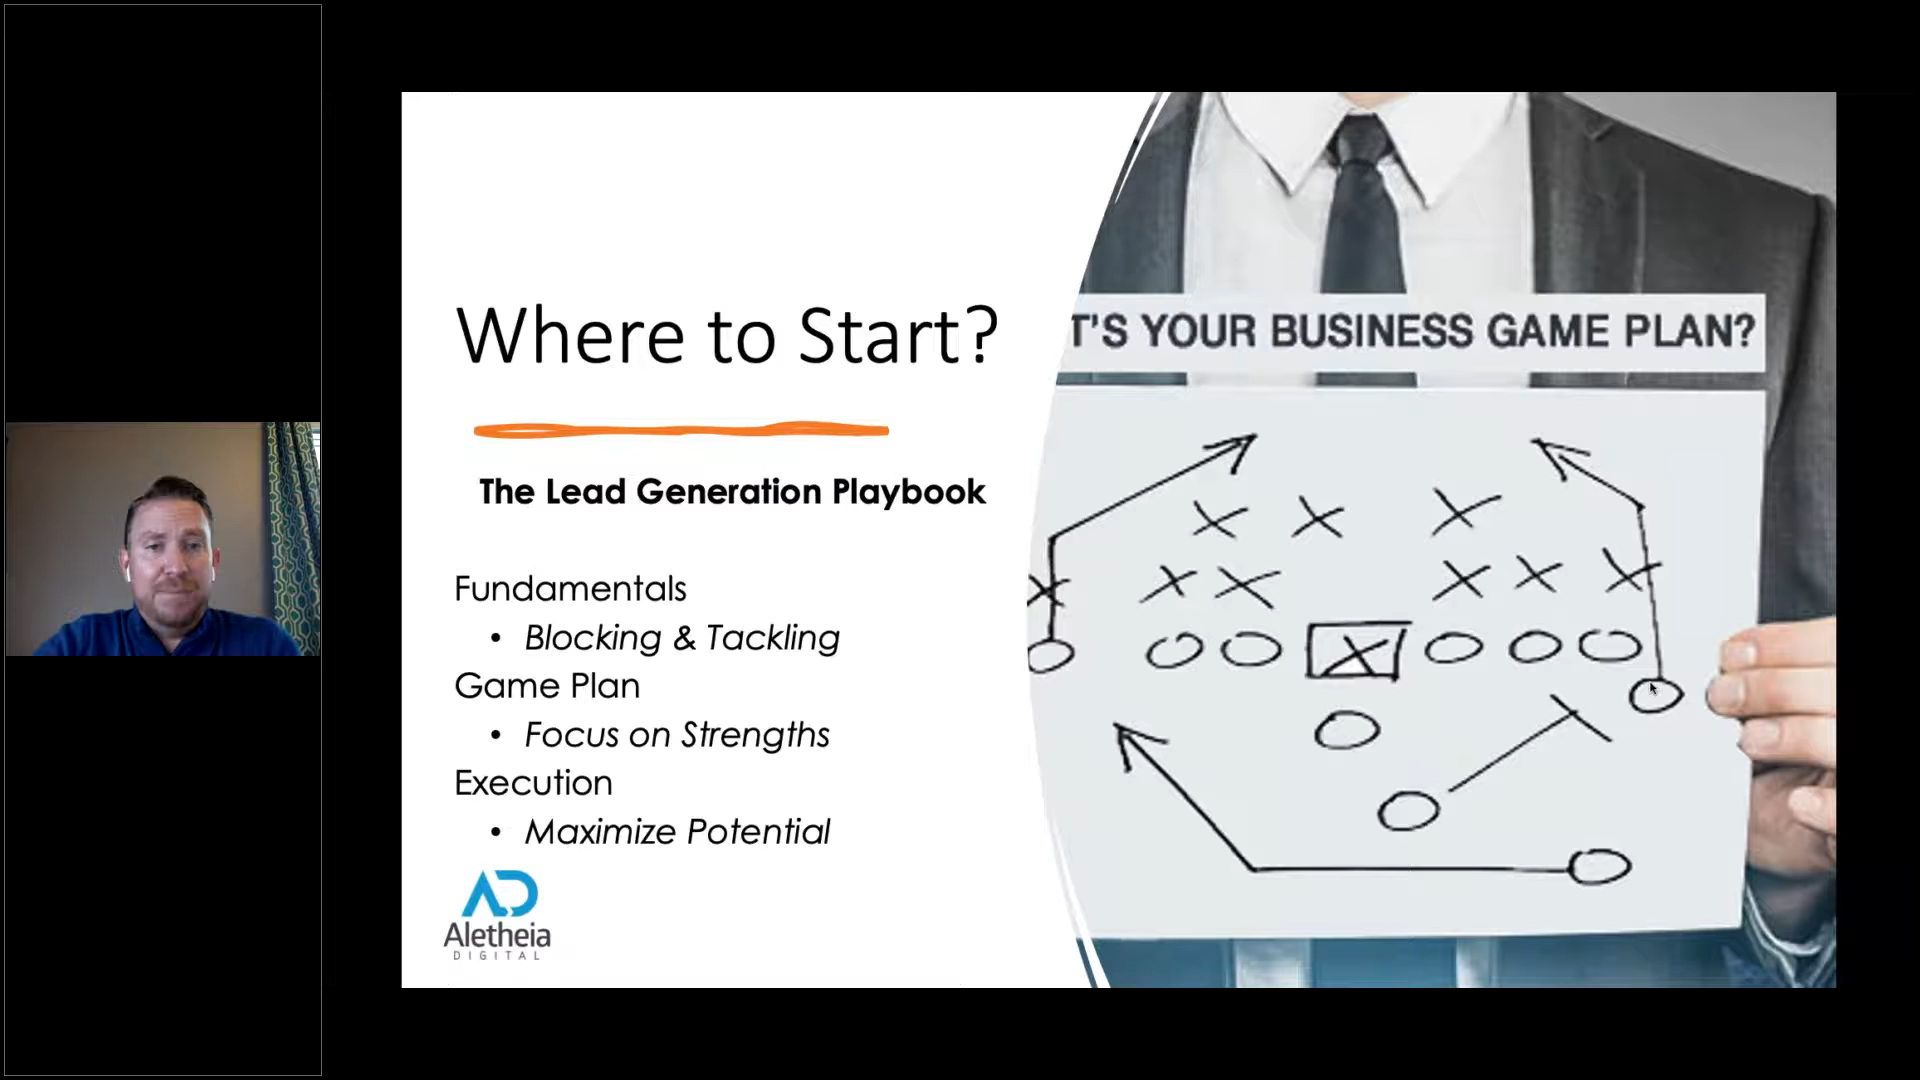 Where to Start?
The Lead Generation Playbook
Fundamentals
• Blocking & Tackling
Game Plan
• Focus on Strengths
Execution
• Maximize Potential
AD
Aletheia
DIGITAL
T'S YOUR BUSINESS GAME PLAN?